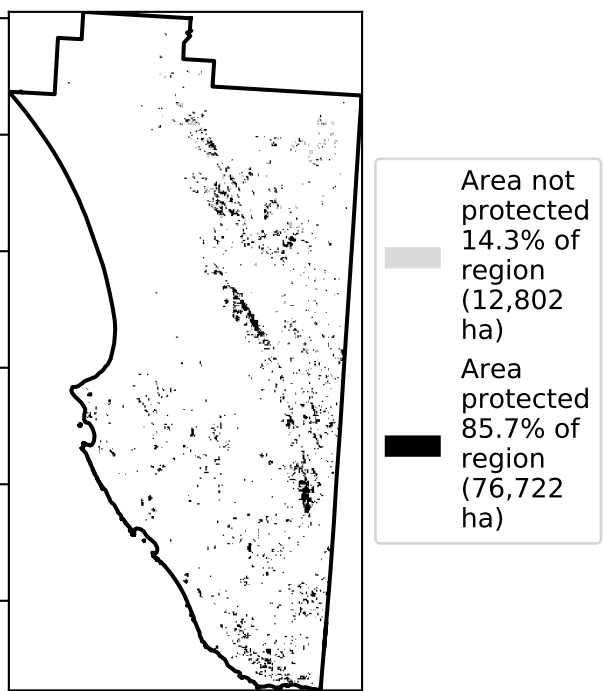 Area not
protected
14.3% of
region
(12,802
ha)
Area
protected
85.7% of
region
(76,722
ha)